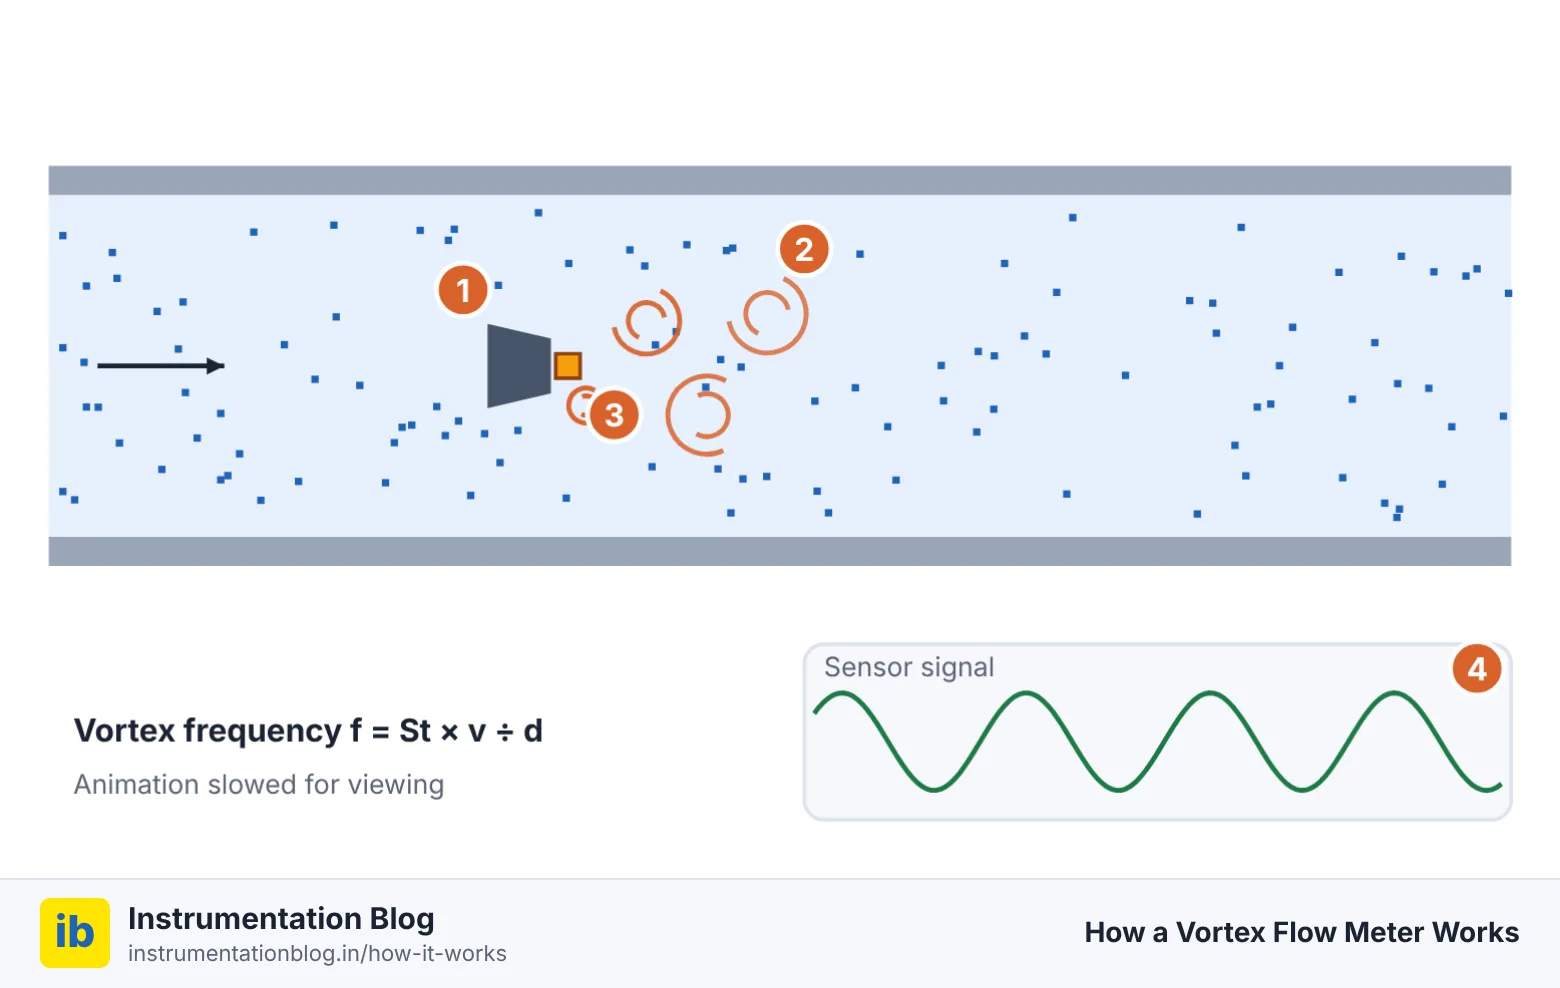 1
2
3
Sensor signal
4
Vortex frequency f = St × v ÷ d
Animation slowed for viewing
ib
Instrumentation Blog
instrumentationblog.in/how-it-works
How a Vortex Flow Meter Works